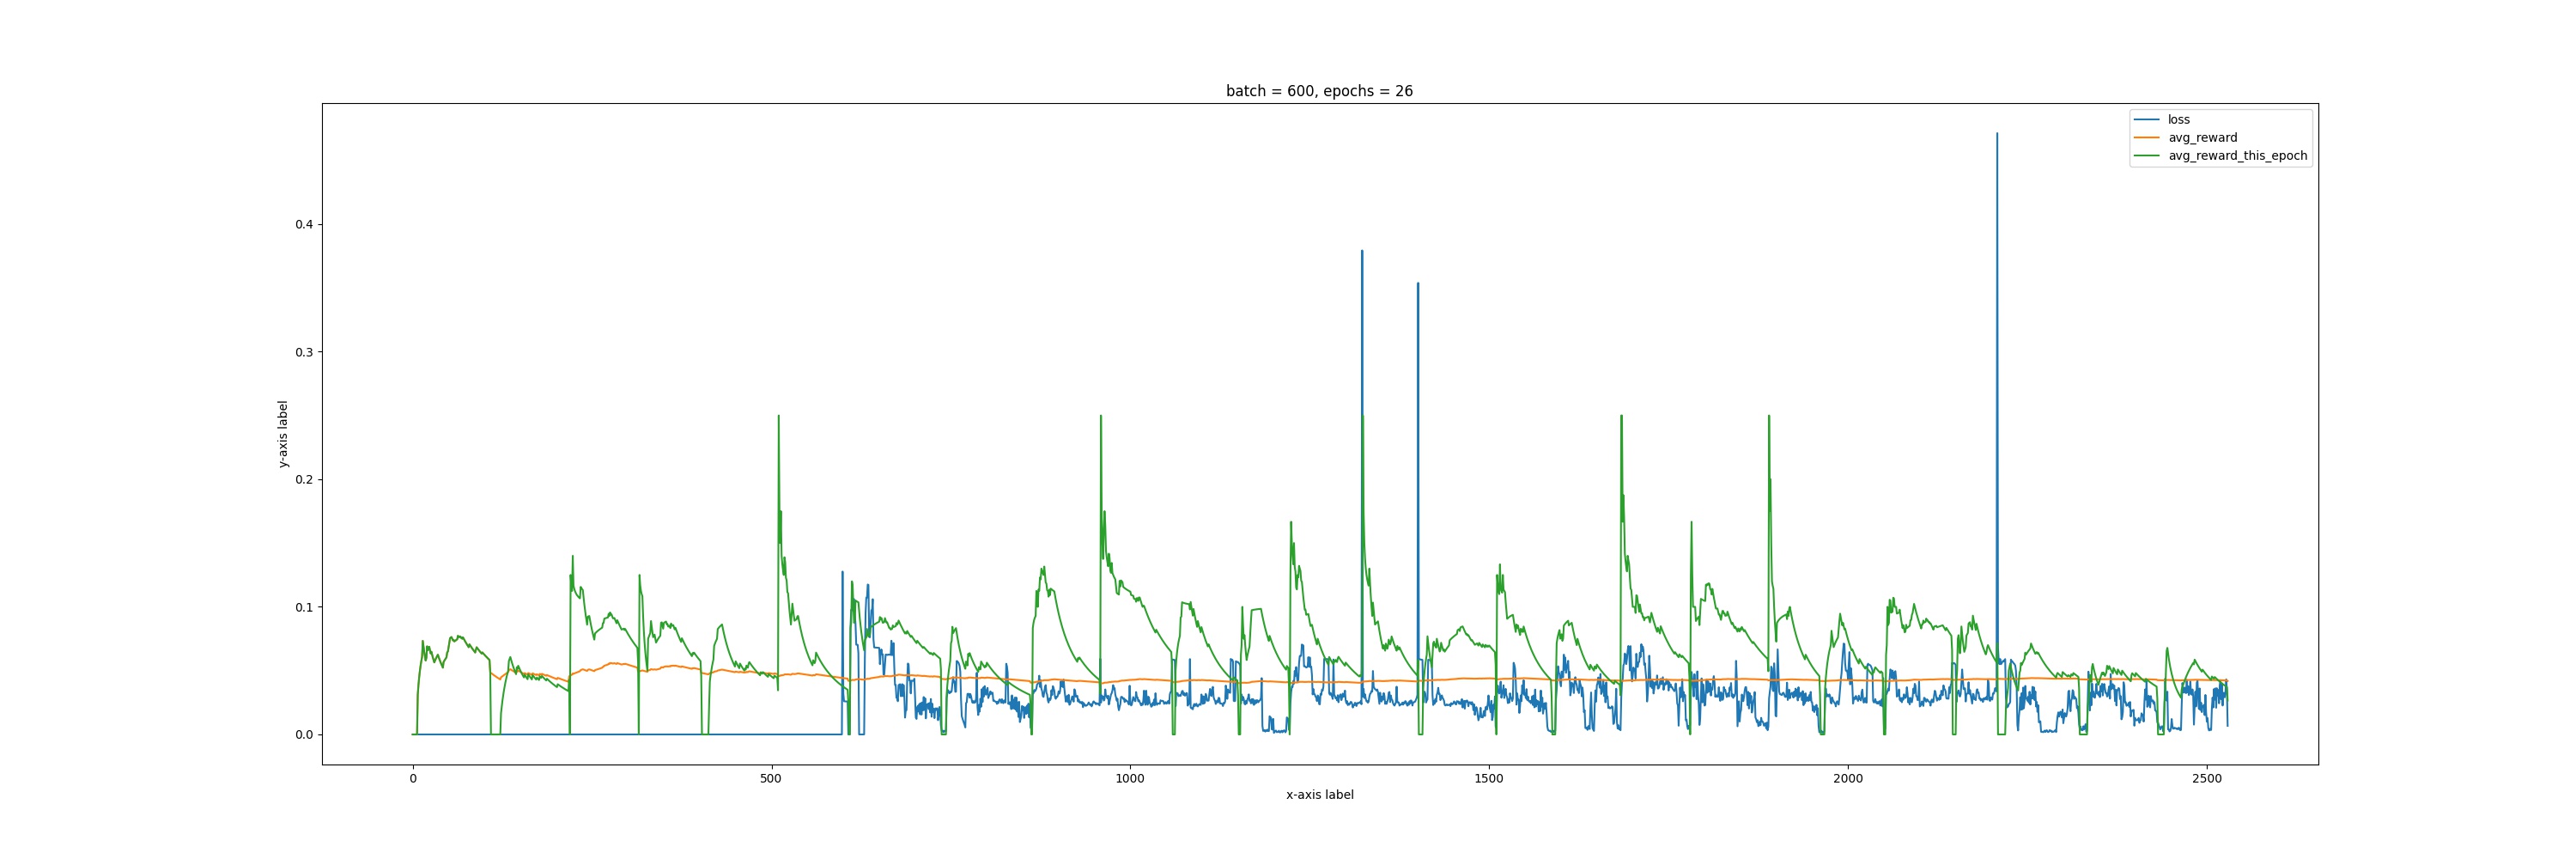 batch = 600, epochs = 26
loss
avg_reward
avg_reward_this_epoch
0.4
0.3
0.2
0.1
0.0
y-axis label
0 500 1000 1500 2000 2500
x-axis label